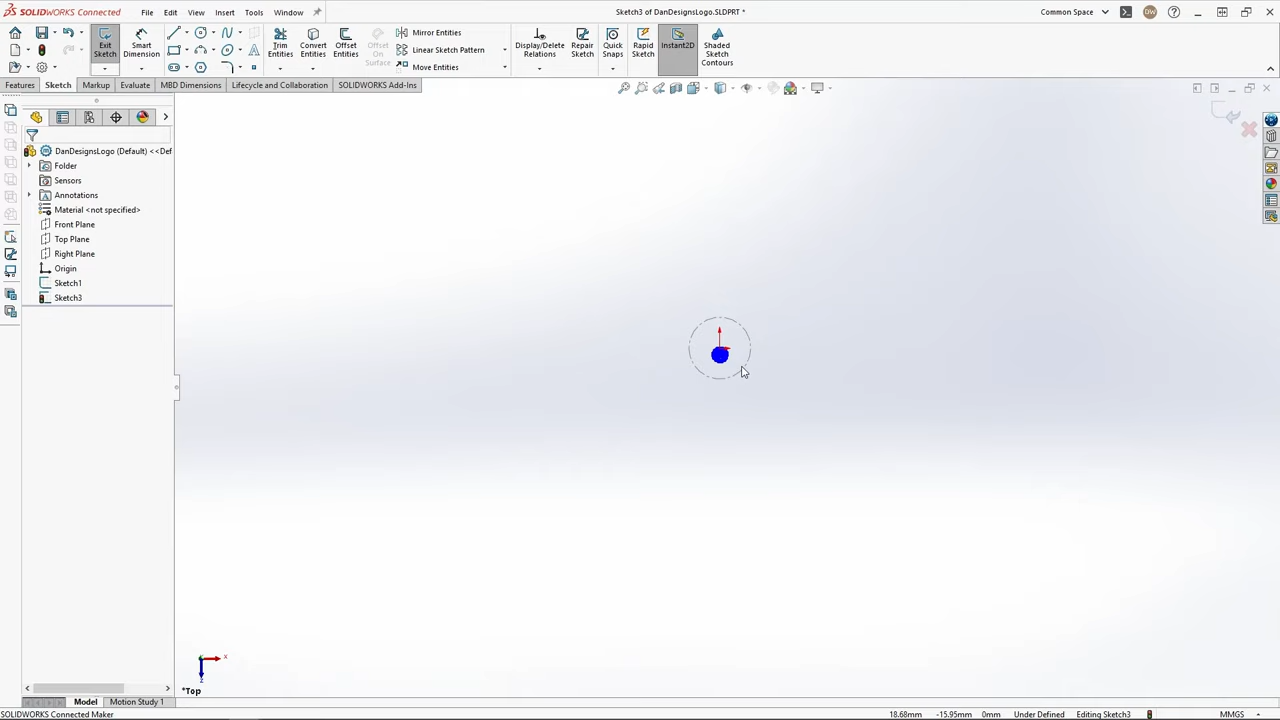 SOLIDWORKS
File
Edit
View
Insert
Tools
Window
Sketch3 of DanDesignsLogo.SLDPRT *
Common Space
DW
Exit
Sketch
Smart
Dimension
Trim
Entities
Convert
Entities
Offset
Entities
Offset
On
Surface
Mirror Entities
Linear Sketch Pattern
Move Entities
Display/Delete
Relations
Repair
Sketch
Quick
Snaps
Rapid
Sketch
Instant2D
Shaded
Sketch
Contours
Features
Sketch
Markup
Evaluate
MBD Dimensions
Lifecycle and Collaboration
SOLIDWORKS Add-Ins
DanDesignsLogo (Default) <<Def
Folder
Sensors
Annotations
Material <not specified>
Front Plane
Top Plane
Right Plane
Origin
Sketch1
Sketch3
x
z
*Top
Model
Motion Study 1
SOLIDWORKS Connected Maker
18.68mm
-15.95mm
0mm
Under Defined
Editing Sketch3
MMGS